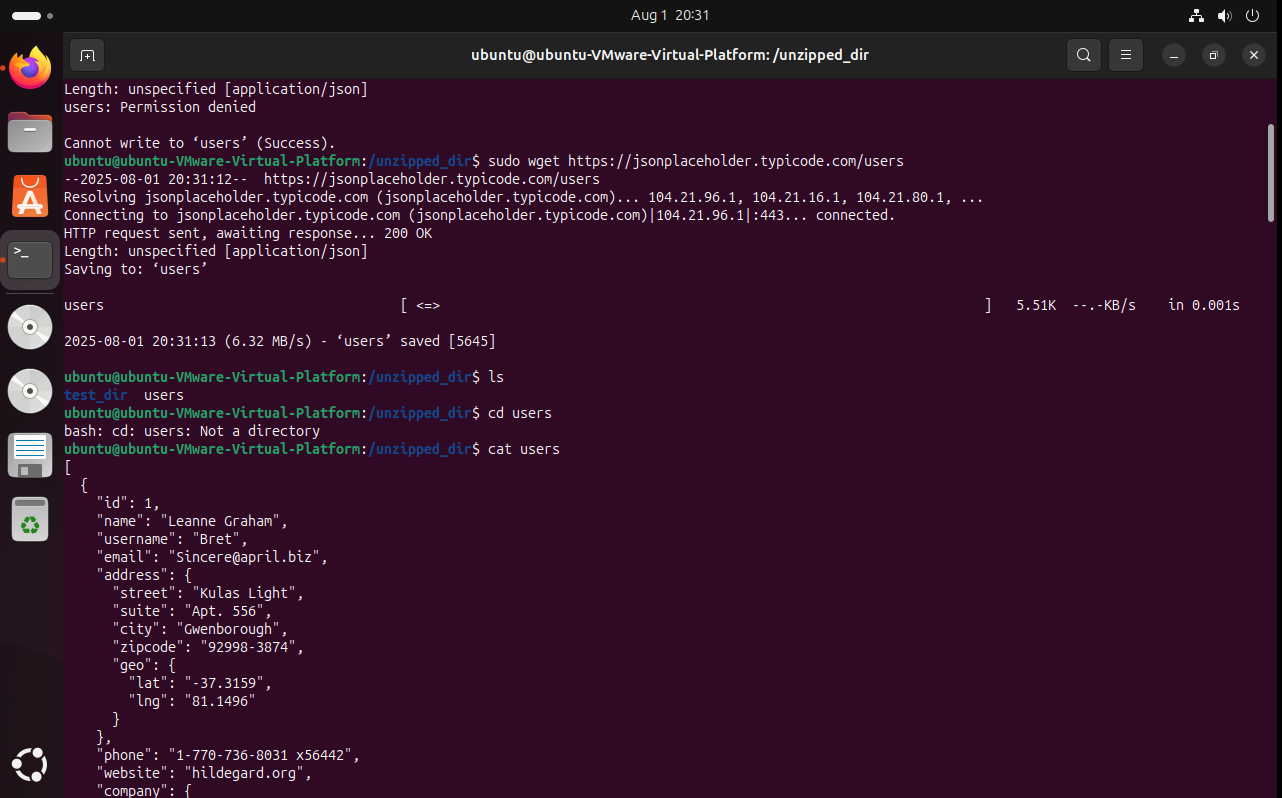 Aug 1 20:31
ubuntu@ubuntu-VMware-Virtual-Platform: /unzipped_dir
Length: unspecified [application/json]
users: Permission denied
Cannot write to ‘users’ (Success).
ubuntu@ubuntu-VMware-Virtual-Platform:/unzipped_dir$ sudo wget https://jsonplaceholder.typicode.com/users
--2025-08-01 20:31:12--  https://jsonplaceholder.typicode.com/users
Resolving jsonplaceholder.typicode.com (jsonplaceholder.typicode.com)... 104.21.96.1, 104.21.16.1, 104.21.80.1, ...
Connecting to jsonplaceholder.typicode.com (jsonplaceholder.typicode.com)|104.21.96.1|:443... connected.
HTTP request sent, awaiting response... 200 OK
Length: unspecified [application/json]
Saving to: ‘users’
users [ <=> ] 5.51K --.-KB/s in 0.001s
2025-08-01 20:31:13 (6.32 MB/s) - ‘users’ saved [5645]
ubuntu@ubuntu-VMware-Virtual-Platform:/unzipped_dir$ ls
test_dir  users
ubuntu@ubuntu-VMware-Virtual-Platform:/unzipped_dir$ cd users
bash: cd: users: Not a directory
ubuntu@ubuntu-VMware-Virtual-Platform:/unzipped_dir$ cat users
[
  {
    "id": 1,
    "name": "Leanne Graham",
    "username": "Bret",
    "email": "Sincere@april.biz",
    "address": {
      "street": "Kulas Light",
      "suite": "Apt. 556",
      "city": "Gwenborough",
      "zipcode": "92998-3874",
      "geo": {
        "lat": "-37.3159",
        "lng": "81.1496"
      }
    },
    "phone": "1-770-736-8031 x56442",
    "website": "hildegard.org",
    "company": {